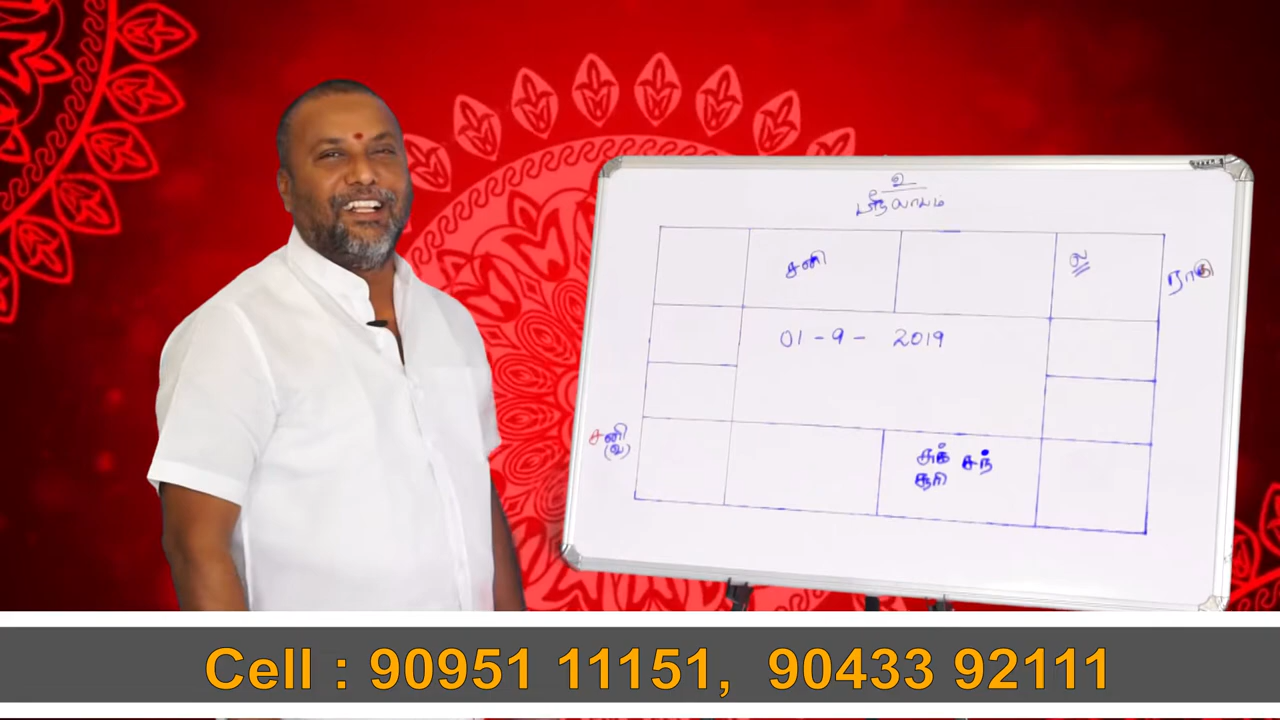 உ
சனி
ல
ராகு
01-9- 2019
சனி
(வ)
சுக் சந்
சூரி
Cell : 90951 11151, 90433 92111